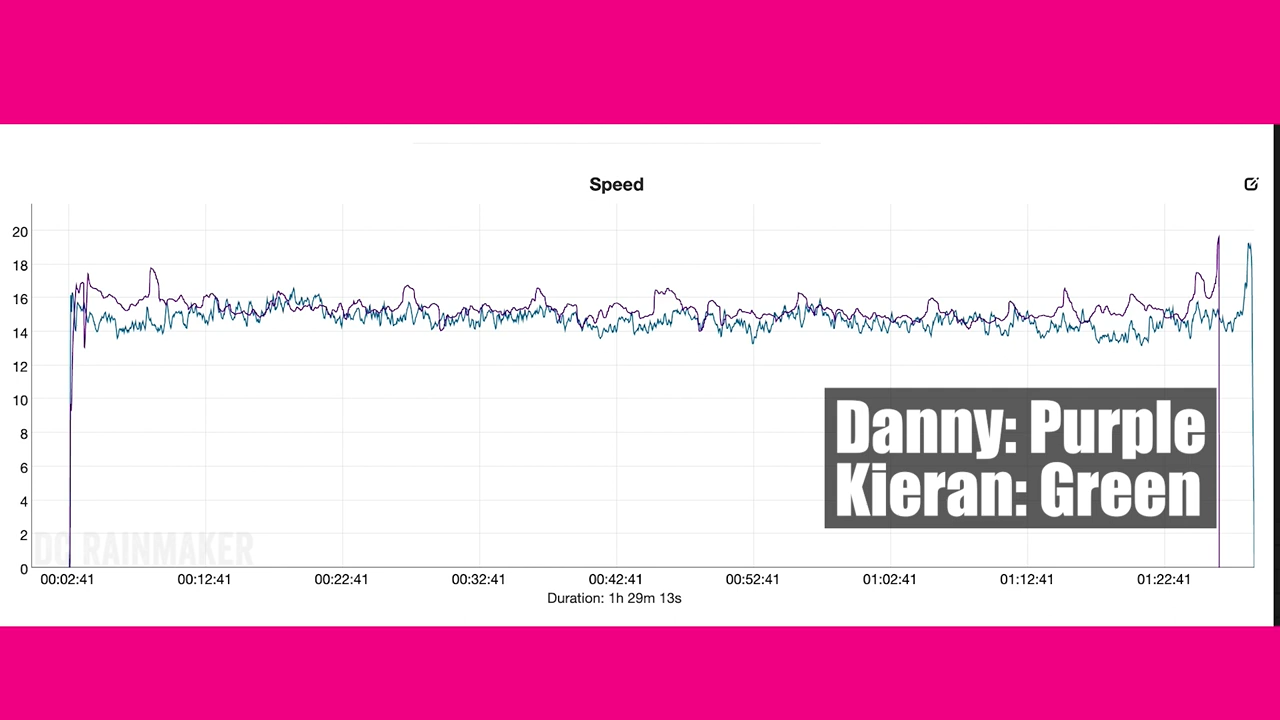 Speed
20
18
16
14
12
10
8
6
4
2
0
Danny: Purple
Kieran: Green
DC RAINMAKER
00:02:41 00:12:41 00:22:41 00:32:41 00:42:41 00:52:41 01:02:41 01:12:41 01:22:41
Duration: 1h 29m 13s